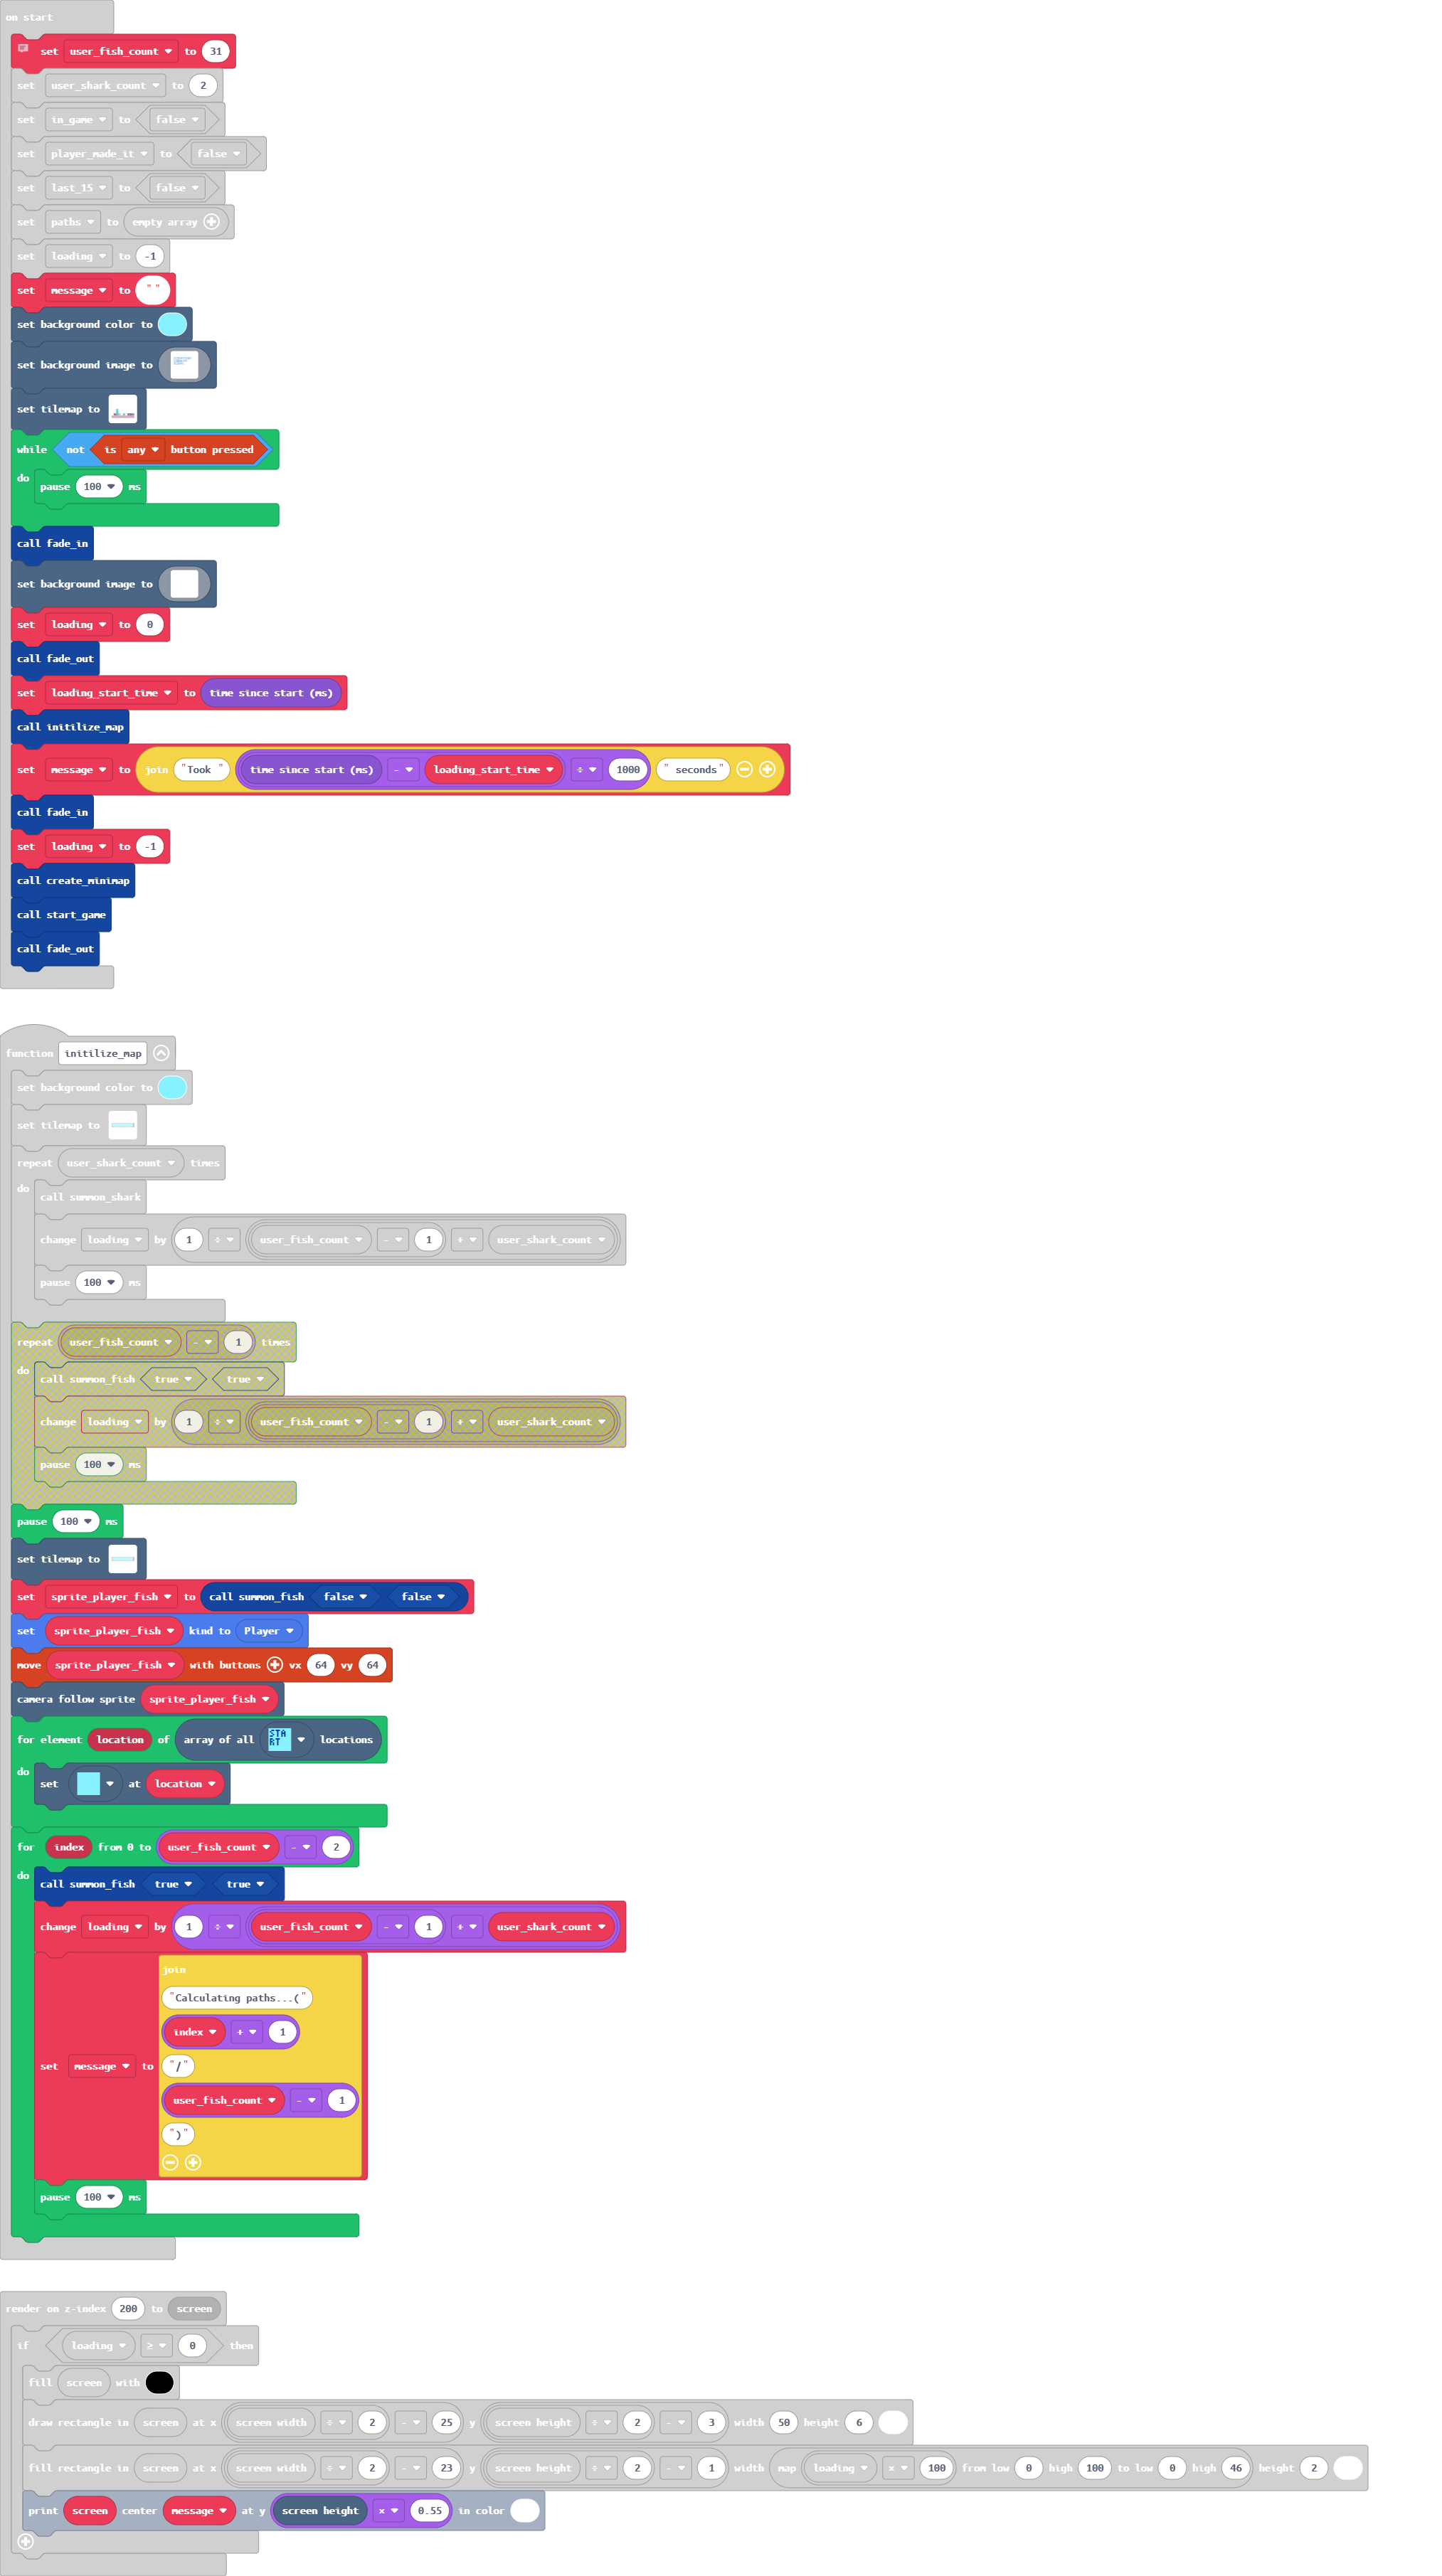 on start
set user_fish_count to 31
set user_shark_count to 2
set in_game to false
set player_made_it to false
set last_15 to false
set paths to empty array
set loading to -1
set message to " "
set background color to
set background image to
set tilemap to
while not is any button pressed
do
pause 100 ms
call fade_in
set background image to
set loading to 0
call fade_out
set loading_start_time to time since start (ms)
call initilize_map
set message to join "Took " time since start (ms) - loading_start_time ÷ 1000 " seconds"
call fade_in
set loading to -1
call create_minimap
call start_game
call fade_out
function initilize_map
set background color to
set tilemap to
repeat user_shark_count times
do
call summon_shark
change loading by 1 ÷ user_fish_count - 1 + user_shark_count
pause 100 ms
repeat user_fish_count - 1 times
do
call summon_fish true true
change loading by 1 ÷ user_fish_count - 1 + user_shark_count
pause 100 ms
pause 100 ms
set tilemap to
set sprite_player_fish to call summon_fish false false
set sprite_player_fish kind to Player
move sprite_player_fish with buttons vx 64 vy 64
camera follow sprite sprite_player_fish
for element location of array of all START locations
do
set at location
for index from 0 to user_fish_count - 2
do
call summon_fish true true
change loading by 1 ÷ user_fish_count - 1 + user_shark_count
set message to join
"Calculating paths...("
index + 1
"/"
user_fish_count - 1
")"
pause 100 ms
render on z-index 200 to screen
if loading ≥ 0 then
fill screen with
draw rectangle in screen at x screen width ÷ 2 - 25 y screen height ÷ 2 - 3 width 50 height 6
fill rectangle in screen at x screen width ÷ 2 - 23 y screen height ÷ 2 - 1 width map loading × 100 from low 0 high 100 to low 0 high 46 height 2
print screen center message at y screen height × 0.55 in color